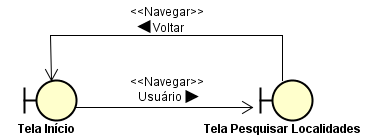 <<Navegar>>
Voltar
<<Navegar>>
Usuário
Tela Início
Tela Pesquisar Localidades